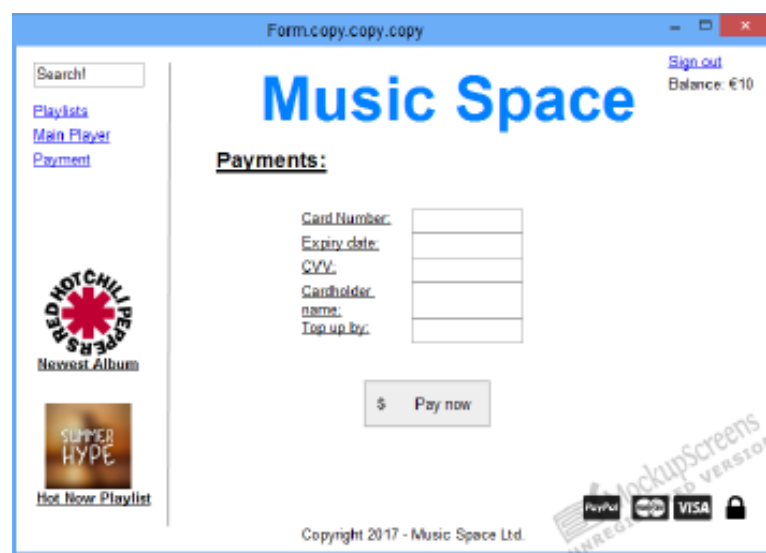 Form.copy.copy.copy
Search!
Sign out
Balance: €10
Music Space
Playlists
Main Player
Payment
Payments:
Card Number:
Expiry date:
CVV:
Cardholder
name:
Top up by:
RED HOT CHILI PEPPERS
Newest Album
$ Pay now
SUMMER
HYPE
Hot Now Playlist
MockupScreens
UNREGISTERED VERSION
PayPal
VISA
Copyright 2017 - Music Space Ltd.